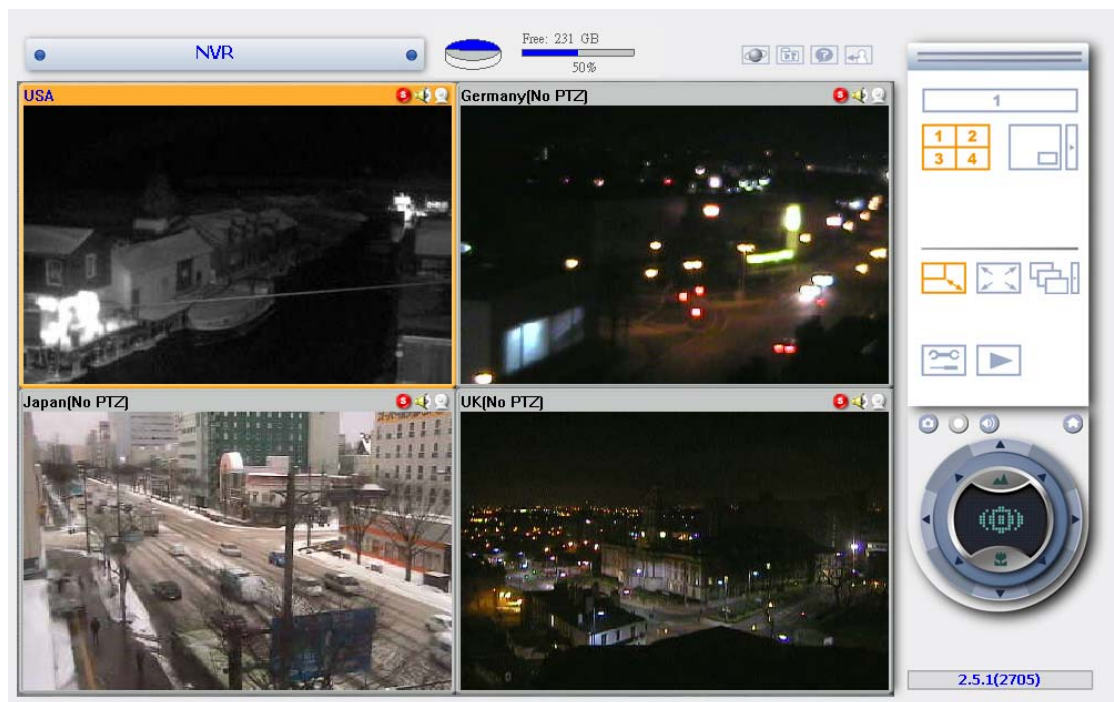 NVR
Free: 231 GB
50%
USA
S
Germany(No PTZ)
S
1
1 2
3 4
Japan(No PTZ)
S
UK(No PTZ)
S
2.5.1(2705)